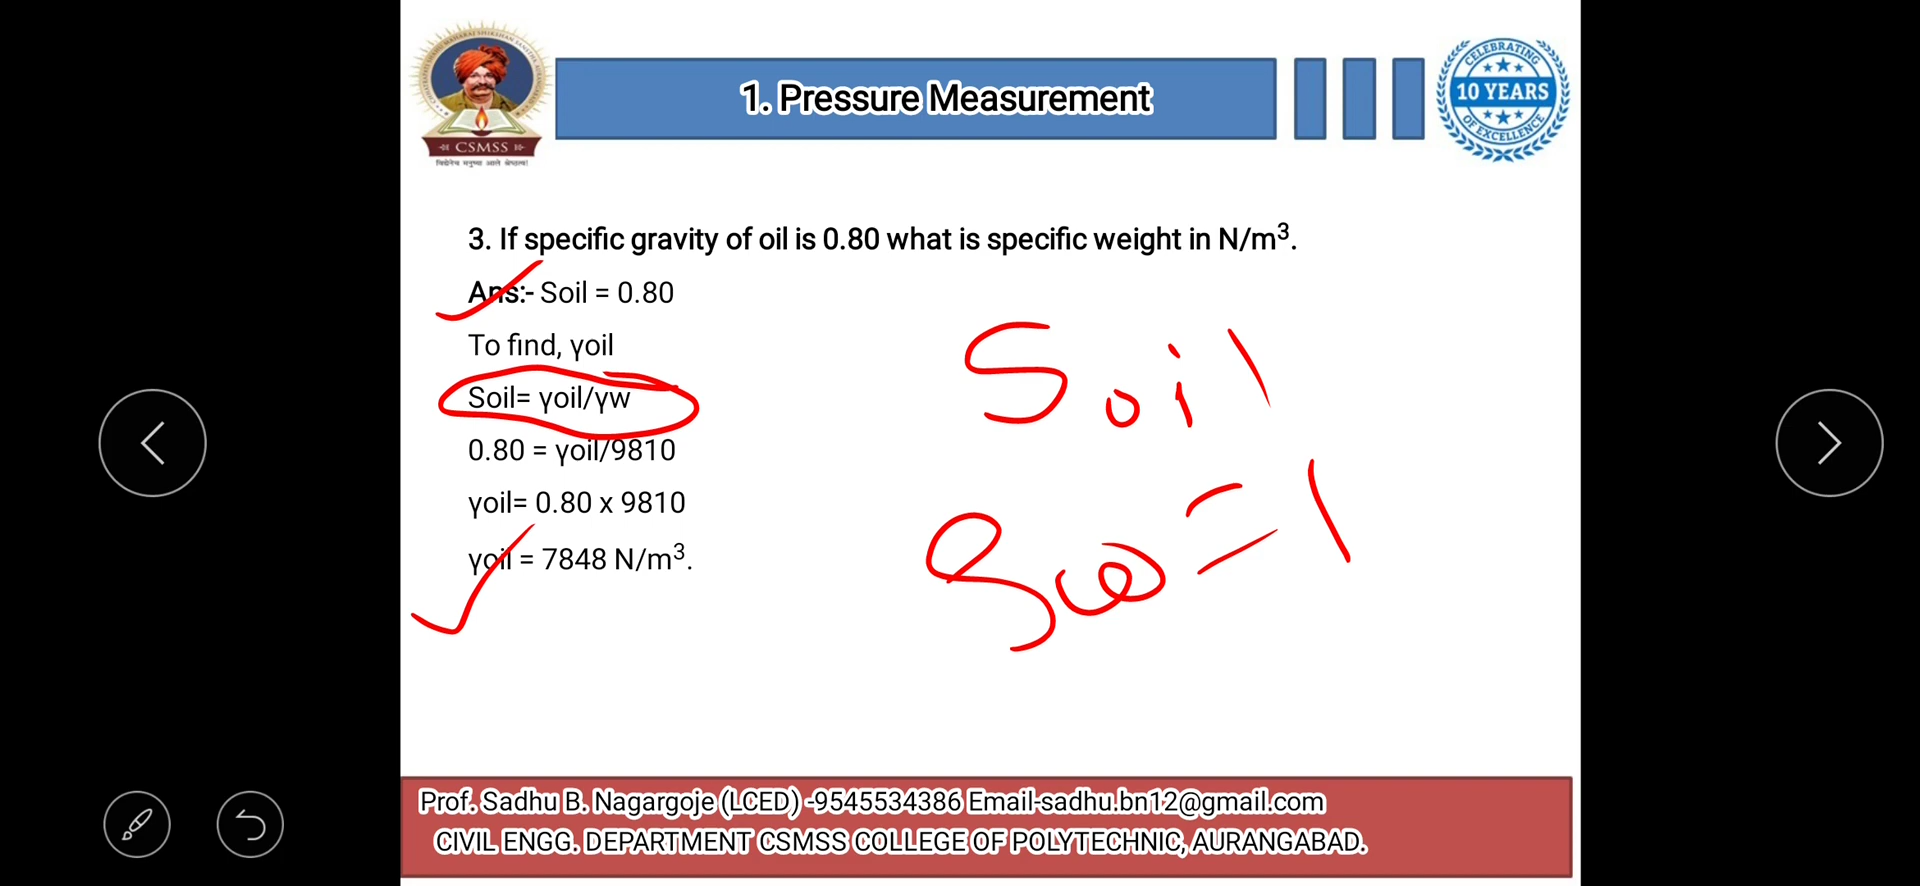 CSMSS
1. Pressure Measurement
CELEBRATING
10 YEARS
OF EXCELLENCE
3. If specific gravity of oil is 0.80 what is specific weight in N/m³.
Ans:- Soil = 0.80
To find, γoil
Soil= γoil/γw
0.80 = γoil/9810
γoil= 0.80 x 9810
γoil = 7848 N/m³.
Soil
Sw=1
Prof. Sadhu B. Nagargoje (LCED) -9545534386 Email-sadhu.bn12@gmail.com
CIVIL ENGG. DEPARTMENT CSMSS COLLEGE OF POLYTECHNIC, AURANGABAD.